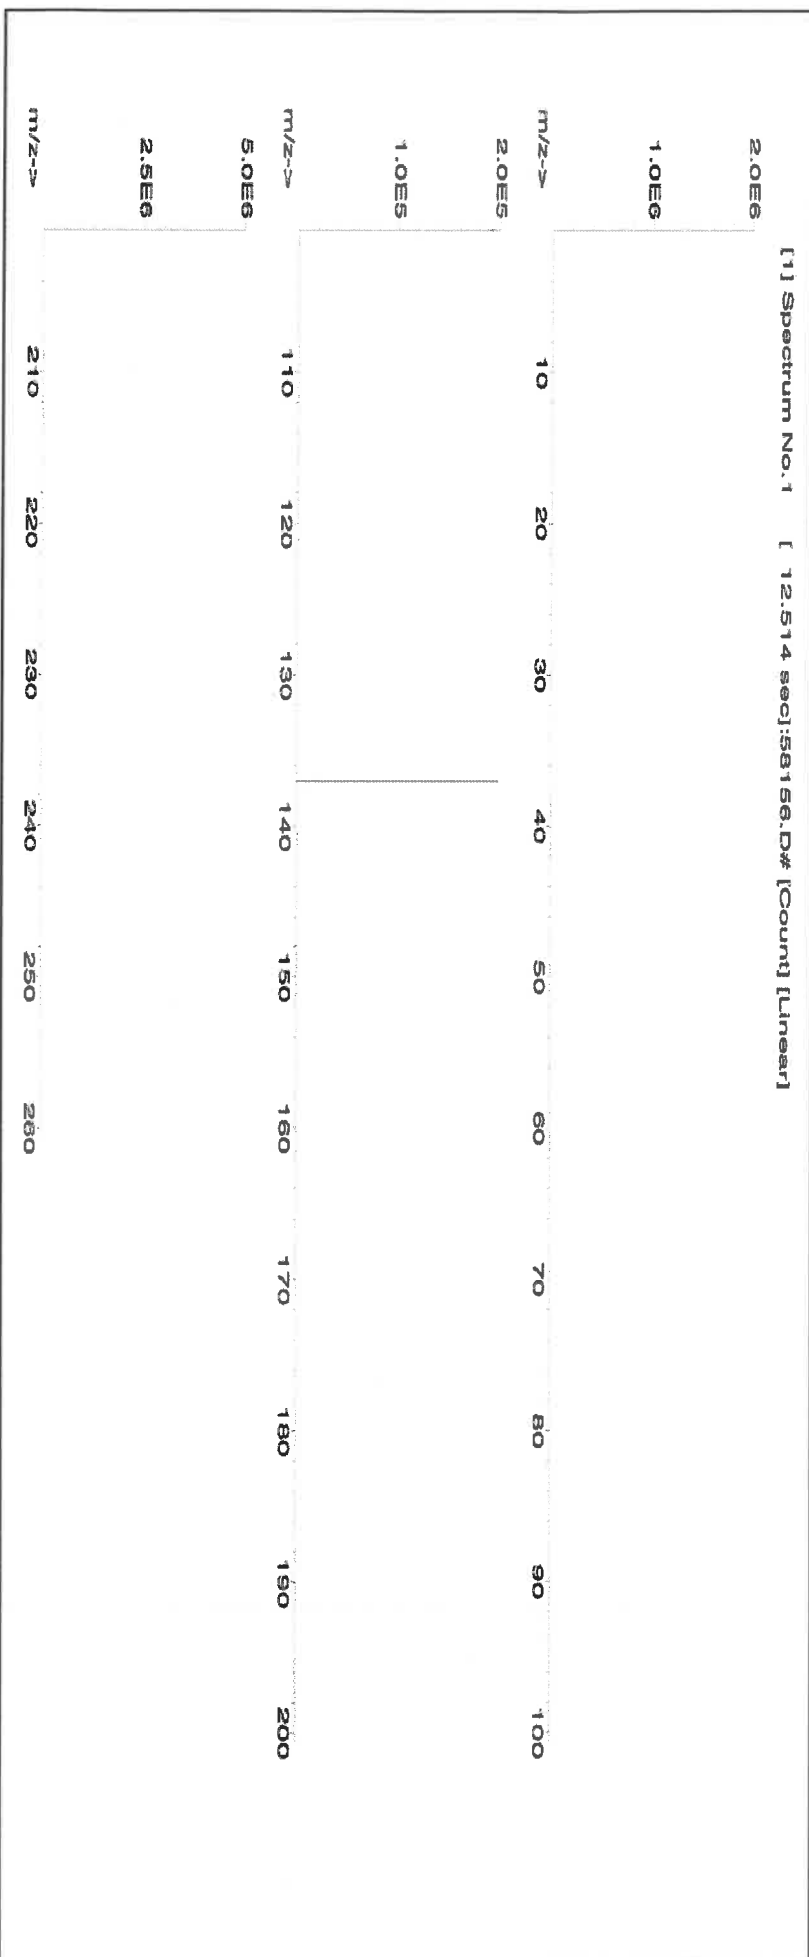 [1] Spectrum No.1 [ 12.514 sec]:58156.D# [Count] [Linear]
2.0E6
1.0E6
m/z->
10 20 30 40 50 60 70 80 90 100
2.0E5
1.0E5
m/z->
110 120 130 140 150 160 170 180 190 200
5.0E6
2.5E6
m/z->
210 220 230 240 250 260